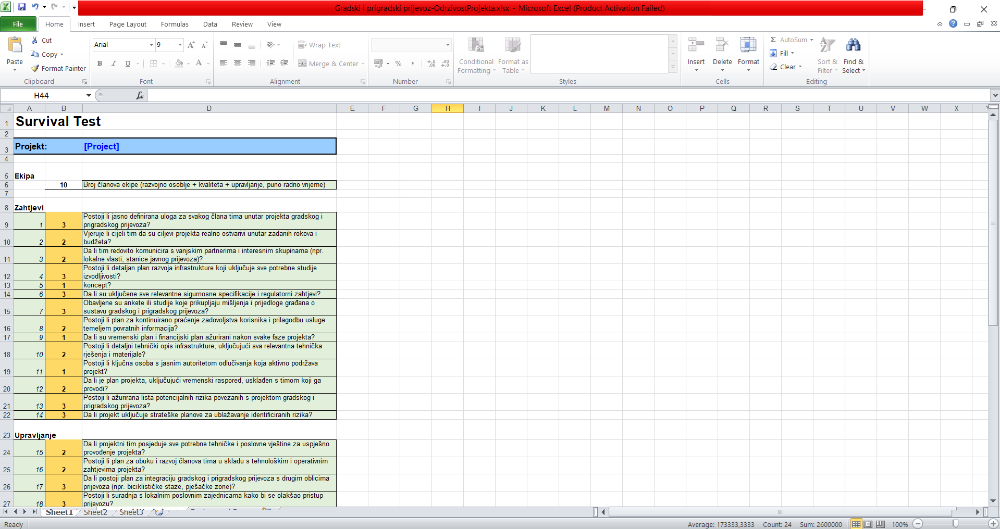 Gradski i prigradski prijevoz-OdrzivostProjekta.xlsx - Microsoft Excel (Product Activation Failed)
File Home Insert Page Layout Formulas Data Review View
Paste
Cut
Copy
Format Painter
Clipboard
Arial 9
B I U
Font
Wrap Text
Merge & Center
Alignment
%
Number
Conditional Formatting
Format as Table
Styles
Insert
Delete
Format
Cells
AutoSum
Fill
Clear
Sort & Filter
Find & Select
Editing
H44 fx
A B D E F G H I J K L M N O P Q R S T U V W X
1 Survival Test
2
3 Projekt: [Project]
4
5 Ekipa
6 10 Broj članova ekipe (razvojno osoblje + kvaliteta + upravljanje, puno radno vrijeme)
7
8 Zahtjevi
9 1 3 Postoji li jasno definirana uloga za svakog člana tima unutar projekta gradskog i
prigradskog prijevoza?
10 2 2 Vjeruje li cijeli tim da su ciljevi projekta realno ostvarivi unutar zadanih rokova i
budžeta?
11 3 2 Da li tim redovito komunicira s vanjskim partnerima i interesnim skupinama (npr.
lokalne vlasti, stanice javnog prijevoza)?
12 4 3 Postoji li detaljan plan razvoja infrastrukture koji uključuje sve potrebne studije
izvodljivosti?
13 5 1 koncept?
14 6 3 Da li su uključene sve relevantne sigurnosne specifikacije i regulatorni zahtjevi?
15 7 3 Obavljene su ankete ili studije koje prikupljaju mišljenja i prijedloge građana o
sustavu gradskog i prigradskog prijevoza?
16 8 2 Postoji li plan za kontinuirano praćenje zadovoljstva korisnika i prilagodbu usluge
temeljem povratnih informacija?
17 9 1 Da li su vremenski plan i financijski plan ažurirani nakon svake faze projekta?
18 10 2 Postoji li detaljni tehnički opis infrastrukture, uključujući sva relevantna tehnička
rješenja i materijale?
19 11 1 Postoji li ključna osoba s jasnim autoritetom odlučivanja koja aktivno podržava
projekt?
20 12 2 Da li je plan projekta, uključujući vremenski raspored, usklađen s timom koji ga
provodi?
21 13 3 Postoji li ažurirana lista potencijalnih rizika povezanih s projektom gradskog i
prigradskog prijevoza?
22 14 3 Da li projekt uključuje strateške planove za ublažavanje identificiranih rizika?
23 Upravljanje
24 15 2 Da li projektni tim posjeduje sve potrebne tehničke i poslovne vještine za uspješno
provođenje projekta?
25 16 2 Postoji li plan za obuku i razvoj članova tima u skladu s tehnološkim i operativnim
zahtjevima projekta?
26 17 3 Da li postoji plan za integraciju gradskog i prigradskog prijevoza s drugim oblicima
prijevoza (npr. biciklističke staze, pješačke zone)?
27 18 3 Postoji li suradnja s lokalnim poslovnim zajednicama kako bi se olakšao pristup
prijevozu?
Sheet1 Sheet2 Sheet3
Ready Average: 173333,3333 Count: 24 Sum: 2600000 100%